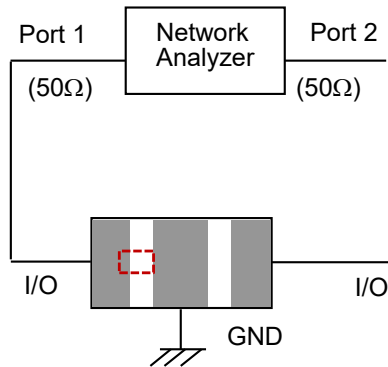 Port 1
Network
Analyzer
Port 2
(50Ω)
(50Ω)
I/O
I/O
GND